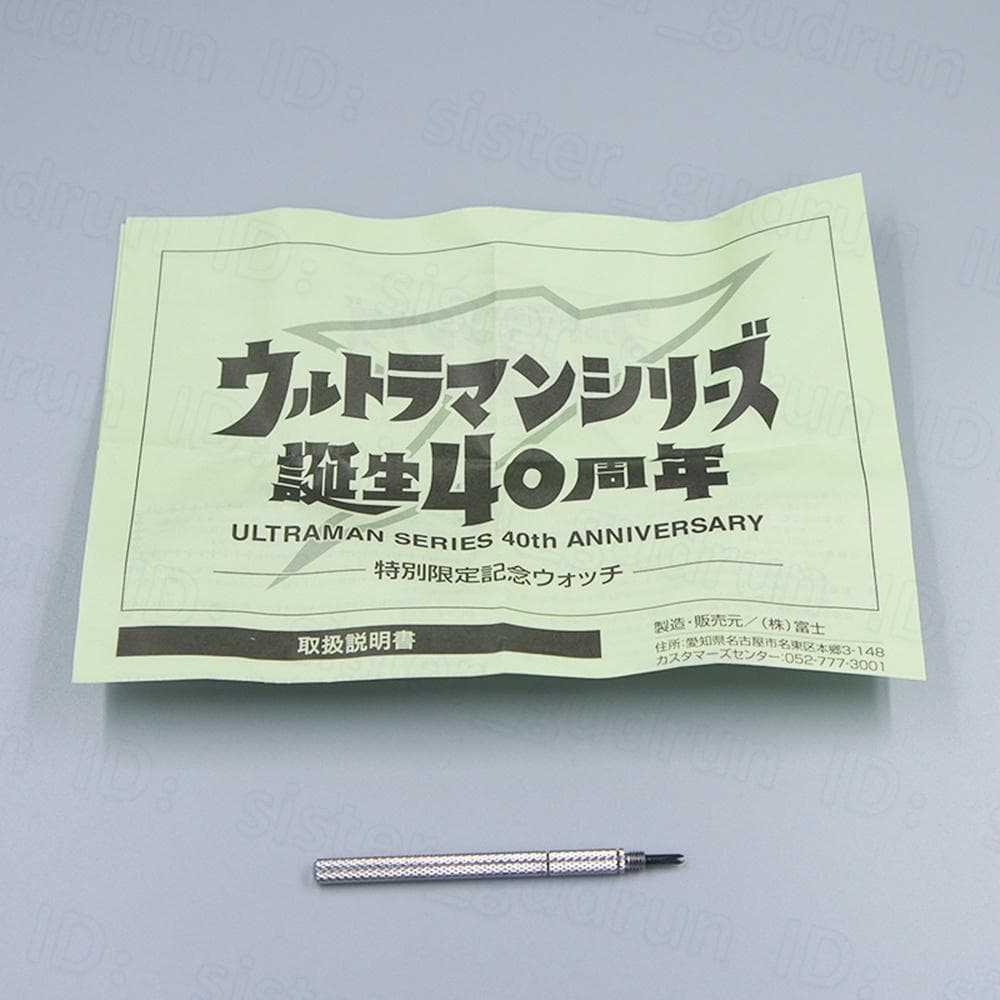 ウルトラマンシリーズ
誕生40周年
ULTRAMAN SERIES 40th ANNIVERSARY
特別限定記念ウォッチ
取扱説明書
製造・販売元／(株)富士
住所:愛知県名古屋市名東区本郷3-148
カスタマーズセンター:052-777-3001
ID: sister_gudrun